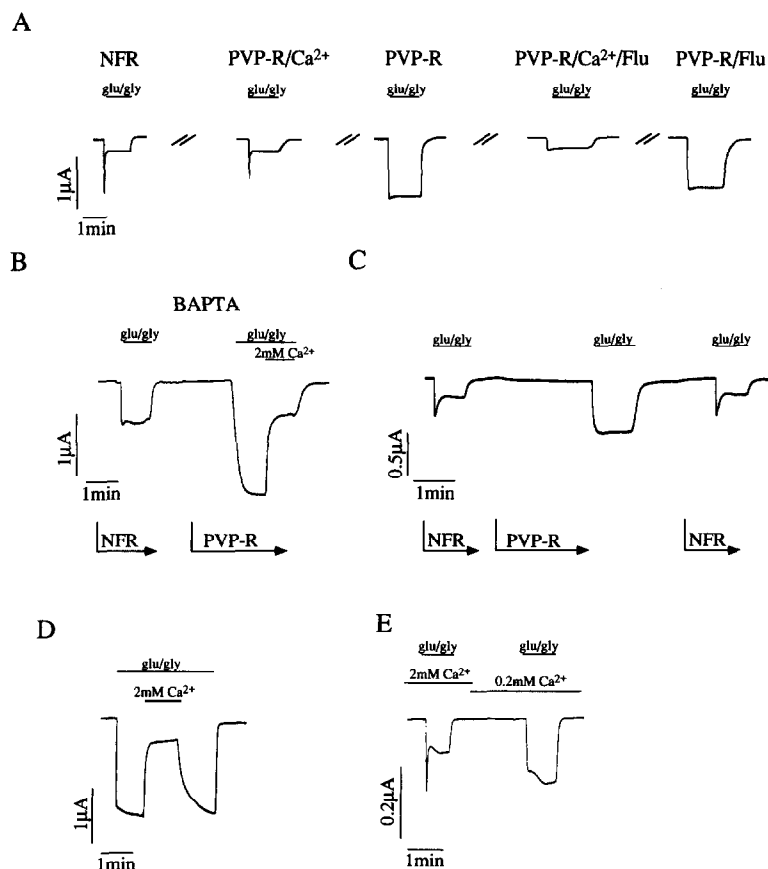 A
NFR PVP-R/Ca²⁺ PVP-R PVP-R/Ca²⁺/Flu PVP-R/Flu
glu/gly glu/gly glu/gly glu/gly glu/gly
1µA
1min
B
BAPTA
glu/gly glu/gly
2mM Ca²⁺
1µA
1min
NFR PVP-R
C
glu/gly glu/gly glu/gly
0.5µA
1min
NFR PVP-R NFR
D
glu/gly
2mM Ca²⁺
1µA
1min
E
glu/gly glu/gly
2mM Ca²⁺ 0.2mM Ca²⁺
0.2µA
1min